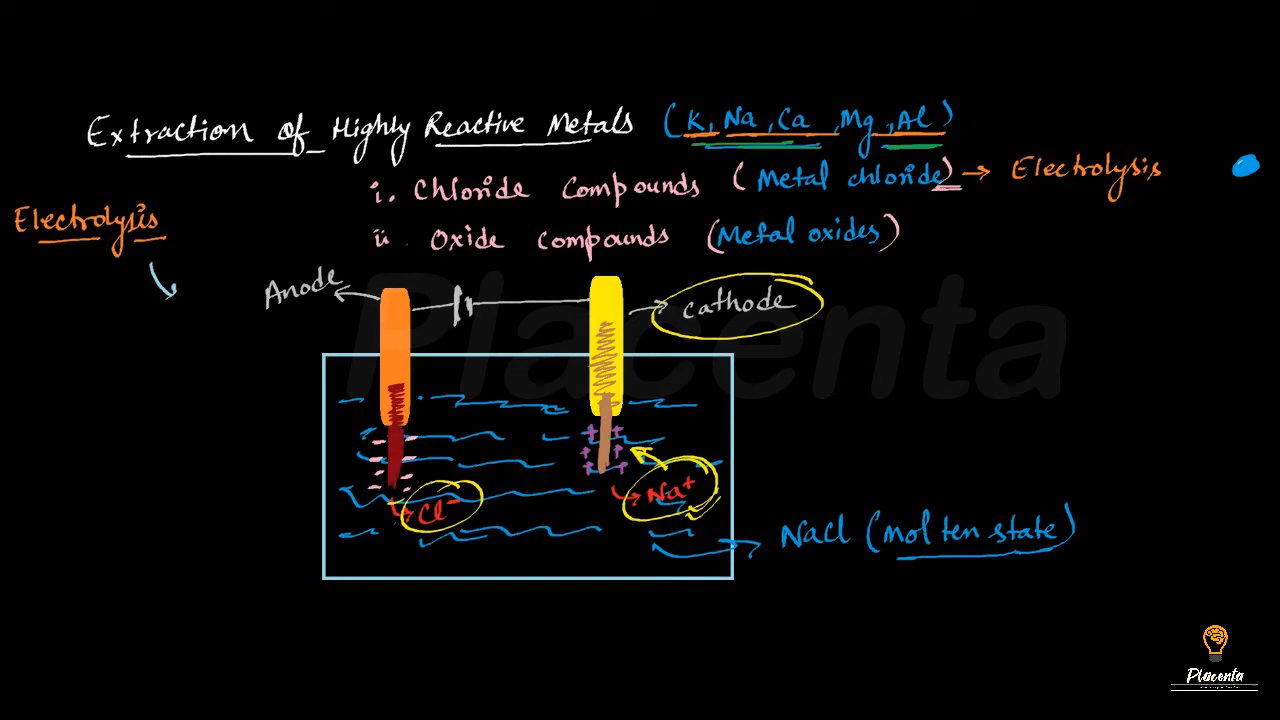 Extraction of Highly Reactive Metals (K, Na, Ca, Mg, Al)
i. Chloride Compounds (Metal chloride) → Electrolysis
Electrolysis
ii. Oxide compounds (Metal oxides)
Anode
cathode
Placenta
+ +
+ +
+ +
Cl⁻
Na⁺
NaCl (molten state)
Placenta